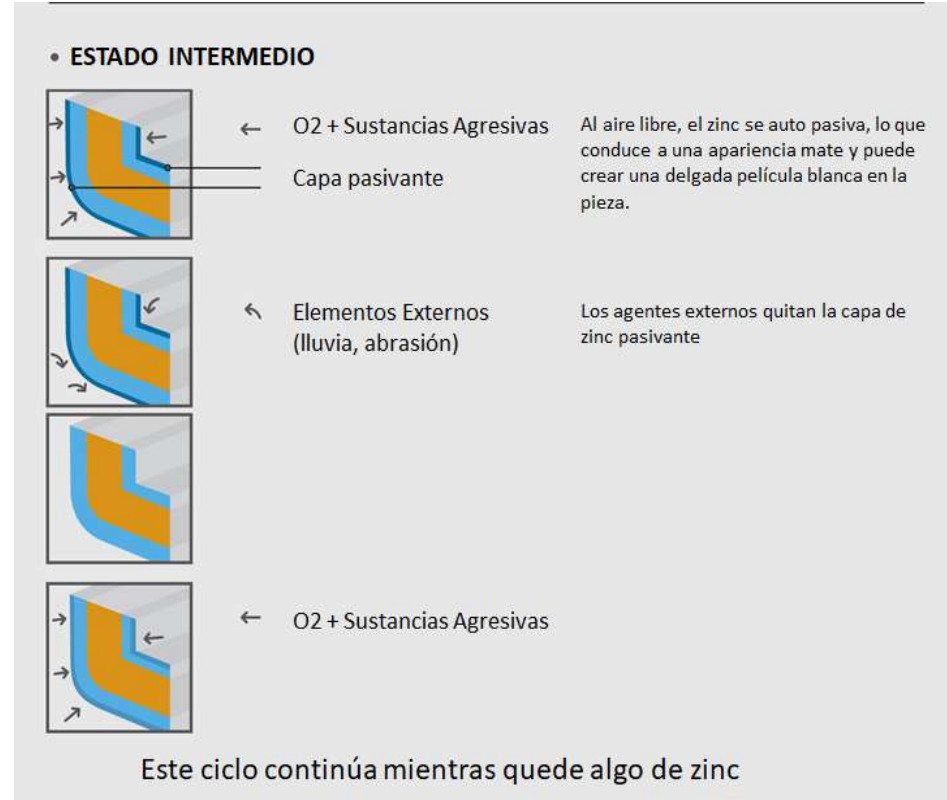 • ESTADO INTERMEDIO
← O2 + Sustancias Agresivas
Capa pasivante
Al aire libre, el zinc se auto pasiva, lo que
conduce a una apariencia mate y puede
crear una delgada película blanca en la
pieza.
Elementos Externos
(lluvia, abrasión)
Los agentes externos quitan la capa de
zinc pasivante
← O2 + Sustancias Agresivas
Este ciclo continúa mientras quede algo de zinc